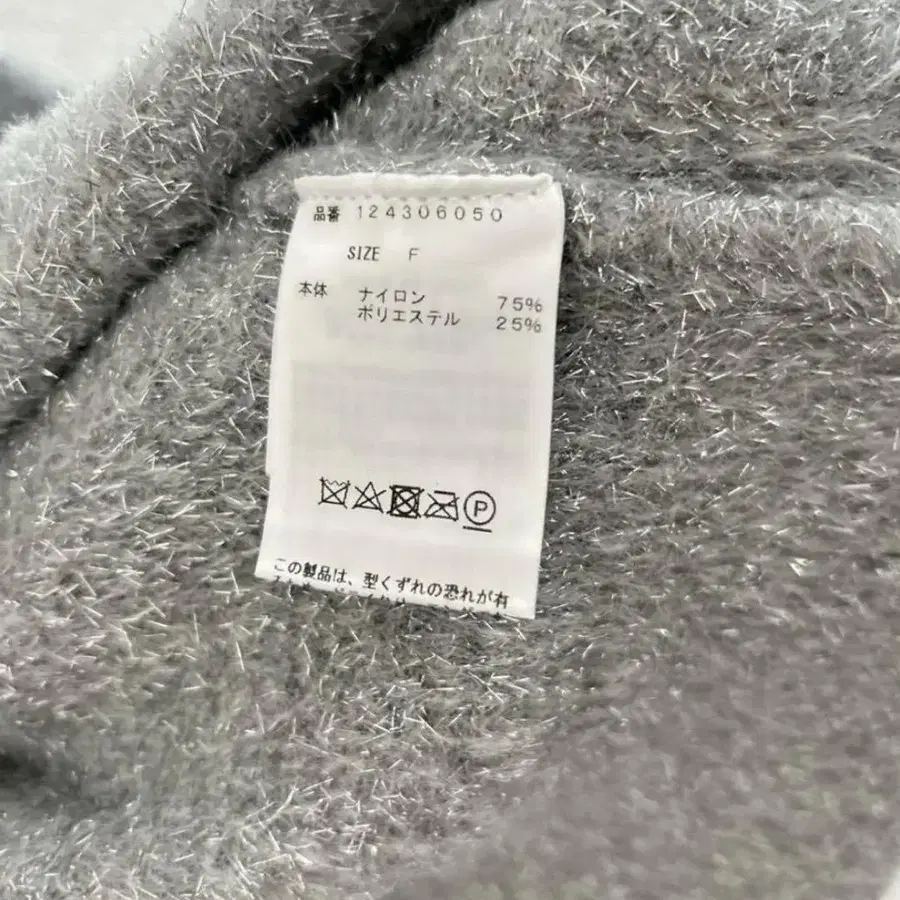 品番 124306050
SIZE F
本体 ナイロン 75%
ポリエステル 25%
P
この製品は、型くずれの恐れが有